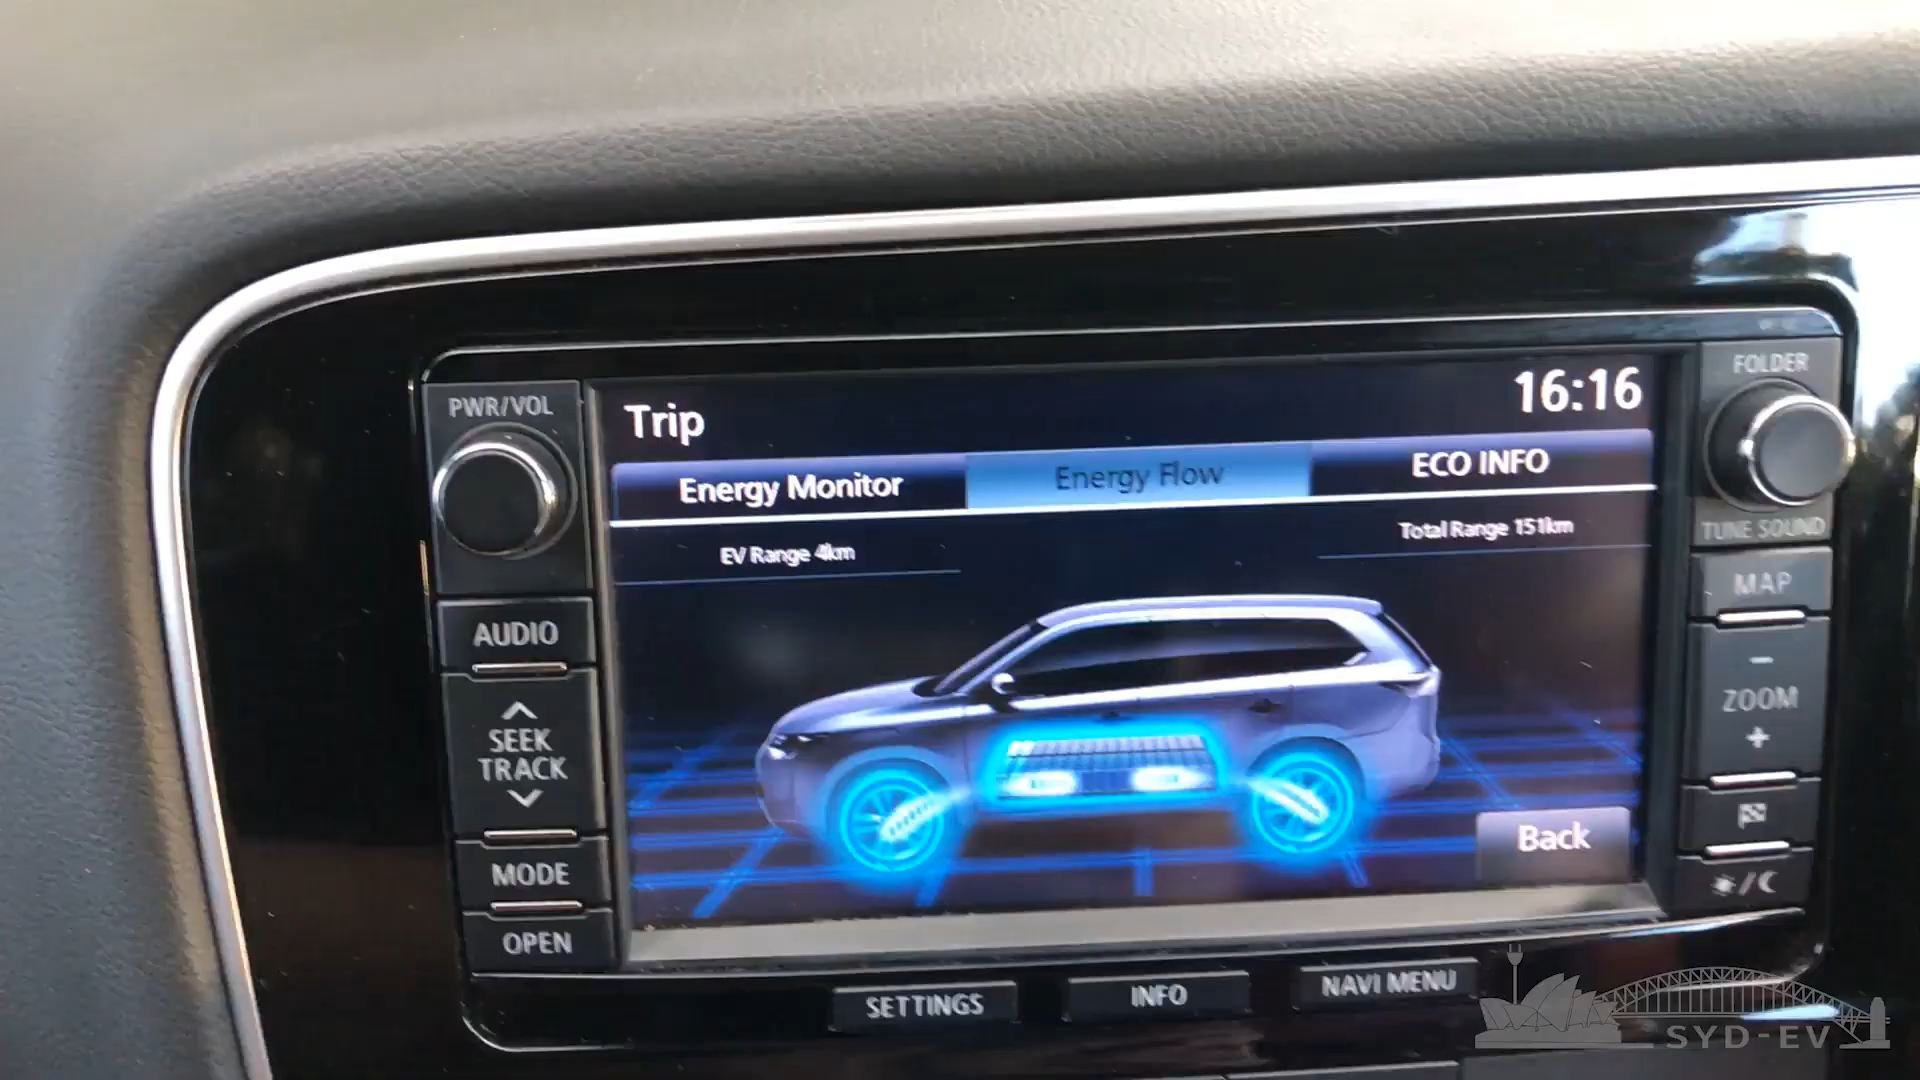 PWR/VOL
AUDIO
SEEK
TRACK
MODE
OPEN
Trip
16:16
Energy Monitor
Energy Flow
ECO INFO
EV Range 4km
Total Range 151km
Back
FOLDER
TUNE SOUND
MAP
ZOOM
SETTINGS
INFO
NAVI MENU
SYD-EV